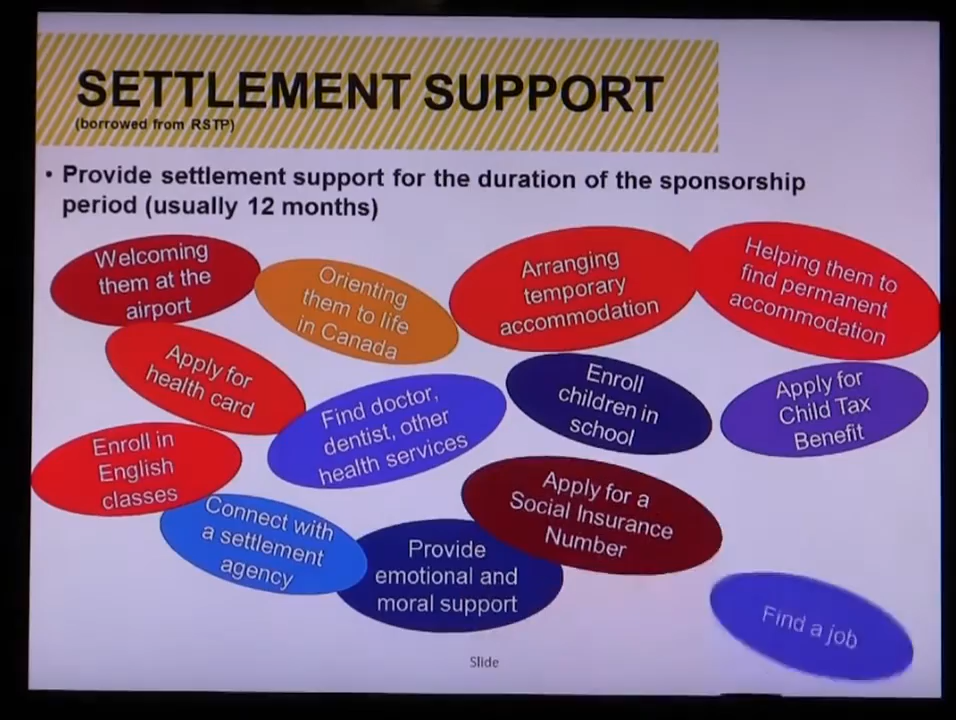 SETTLEMENT SUPPORT
(borrowed from RSTP)
• Provide settlement support for the duration of the sponsorship
period (usually 12 months)
Welcoming
them at the
airport
Orienting
them to life
in Canada
Arranging
temporary
accommodation
Helping them to
find permanent
accommodation
Apply for
health card
Find doctor,
dentist, other
health services
Enroll
children in
school
Apply for
Child Tax
Benefit
Enroll in
English
classes
Connect with
a settlement
agency
Provide
emotional and
moral support
Apply for a
Social Insurance
Number
Find a job
Slide